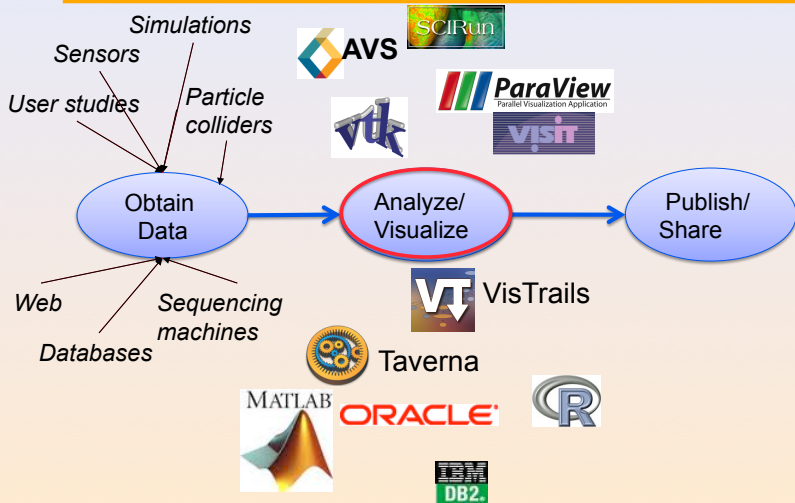 Simulations
Sensors
User studies
Particle
colliders
AVS
SCIRun
ParaView
Parallel Visualization Application
vtk
VISIT
Obtain
Data
Analyze/
Visualize
Publish/
Share
Web
Databases
Sequencing
machines
VT
VisTrails
Taverna
MATLAB
ORACLE®
R
IBM
DB2.